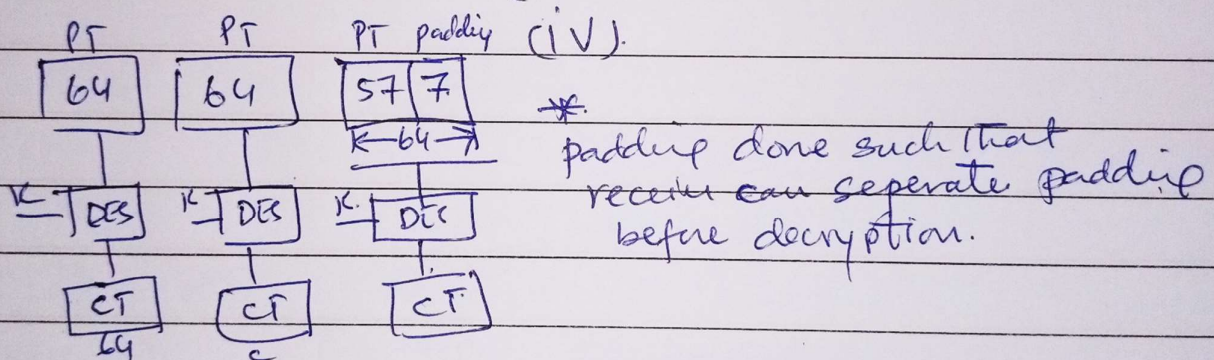 PT PT PT padding (iv).
64 64 57 7
64
*
padding done such that
receiver can seperate padding
before decryption.
K DES K DES K. DES
CT CT CT
64